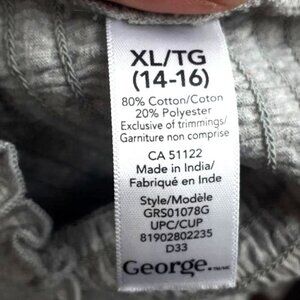 XL/TG
(14-16)
80% Cotton/Coton
20% Polyester
Exclusive of trimmings/
Garniture non comprise
CA 51122
Made in India/
Fabriqué en Inde
Style/Modèle
GRS01078G
UPC/CUP
81902802235
D33
George